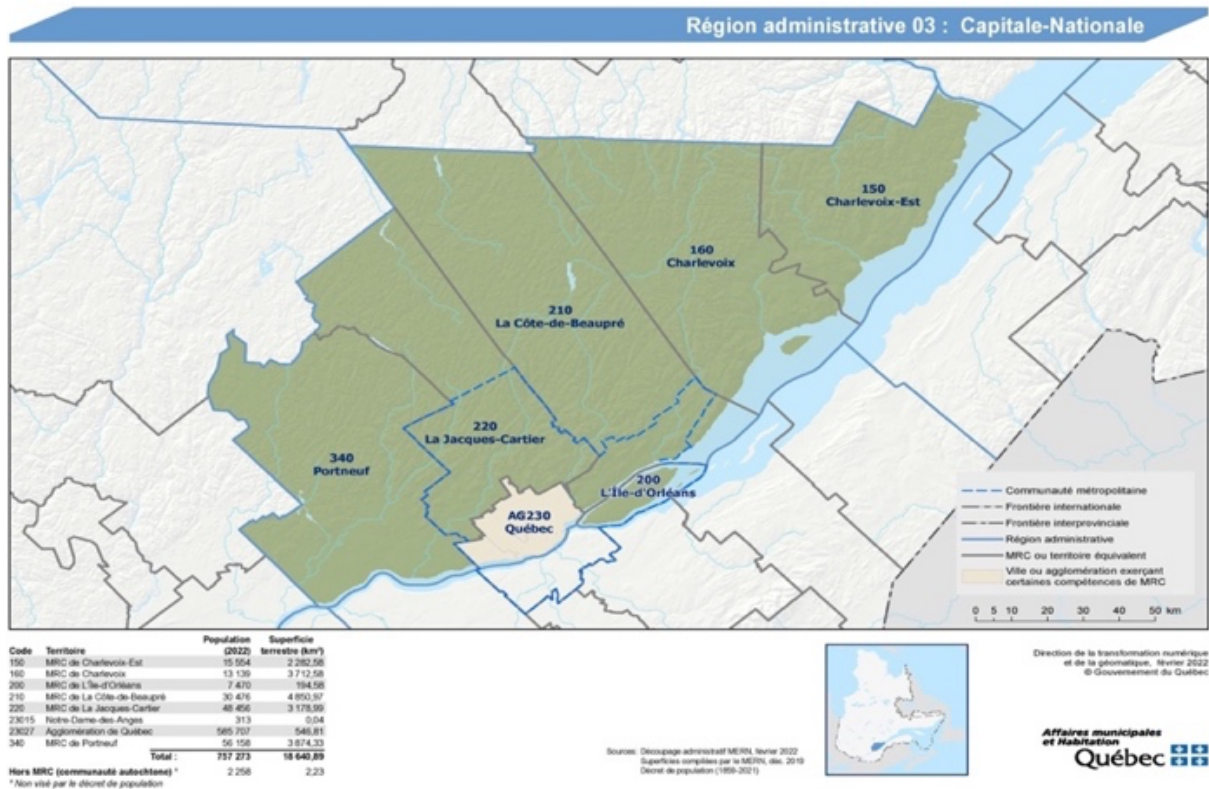 Région administrative 03 : Capitale-Nationale
150
Charlevoix-Est
160
Charlevoix
210
La Côte-de-Beaupré
220
La Jacques-Cartier
340
Portneuf
200
L'Île-d'Orléans
AG230
Québec
Communauté métropolitaine
Frontière internationale
Frontière interprovinciale
Région administrative
MRC ou territoire équivalent
Ville ou agglomération exerçant
certaines compétences de MRC
0 5 10 20 30 40 50 km
Population Superficie
Code Territoire (2022) terrestre (km²)
150 MRC de Charlevoix-Est 15 554 2 282,58
160 MRC de Charlevoix 13 139 3 712,58
200 MRC de L'Île-d'Orléans 7 470 194,58
210 MRC de La Côte-de-Beaupré 30 476 4 850,97
220 MRC de La Jacques-Cartier 48 456 3 178,99
23015 Notre-Dame-des-Anges 313 0,04
23027 Agglomération de Québec 585 707 546,81
340 MRC de Portneuf 56 158 3 874,33
Total : 757 273 18 640,89
Hors MRC (communauté autochtone) * 2 258 2,23
* Non visé par le décret de population
Sources: Découpage administratif MERN, février 2022
Superficies compilées par le MERN, déc. 2019
Décret de population (1859-2021)
Direction de la transformation numérique
et de la géomatique, février 2022
© Gouvernement du Québec
Affaires municipales
et Habitation
Québec